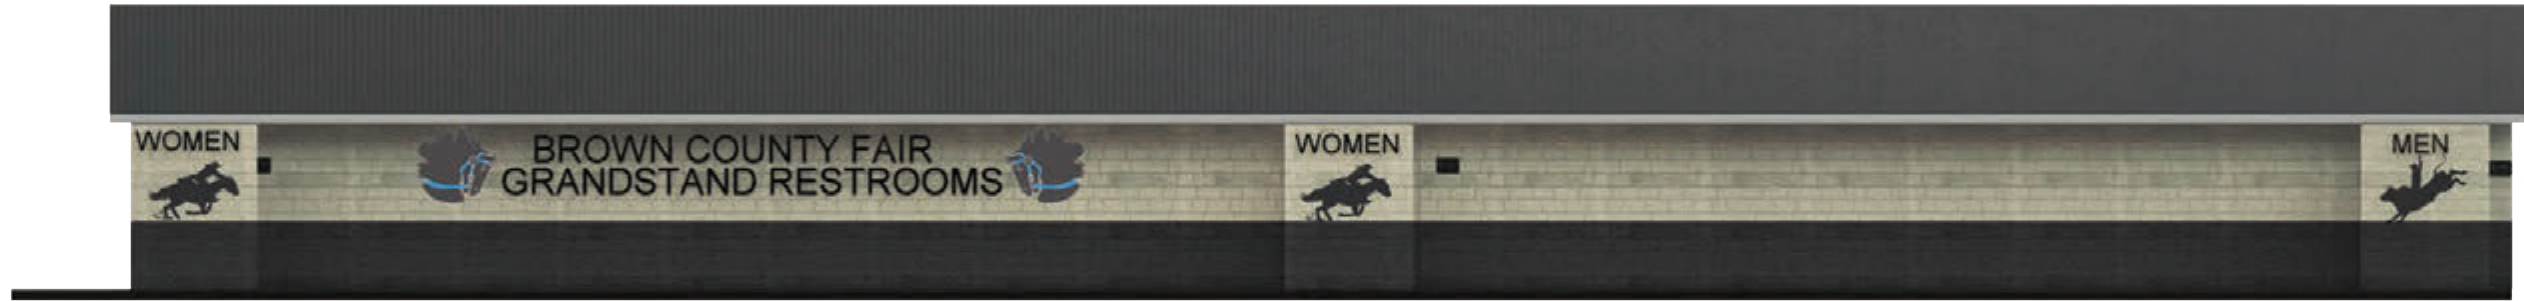 WOMEN
BROWN COUNTY FAIR
GRANDSTAND RESTROOMS
WOMEN
MEN